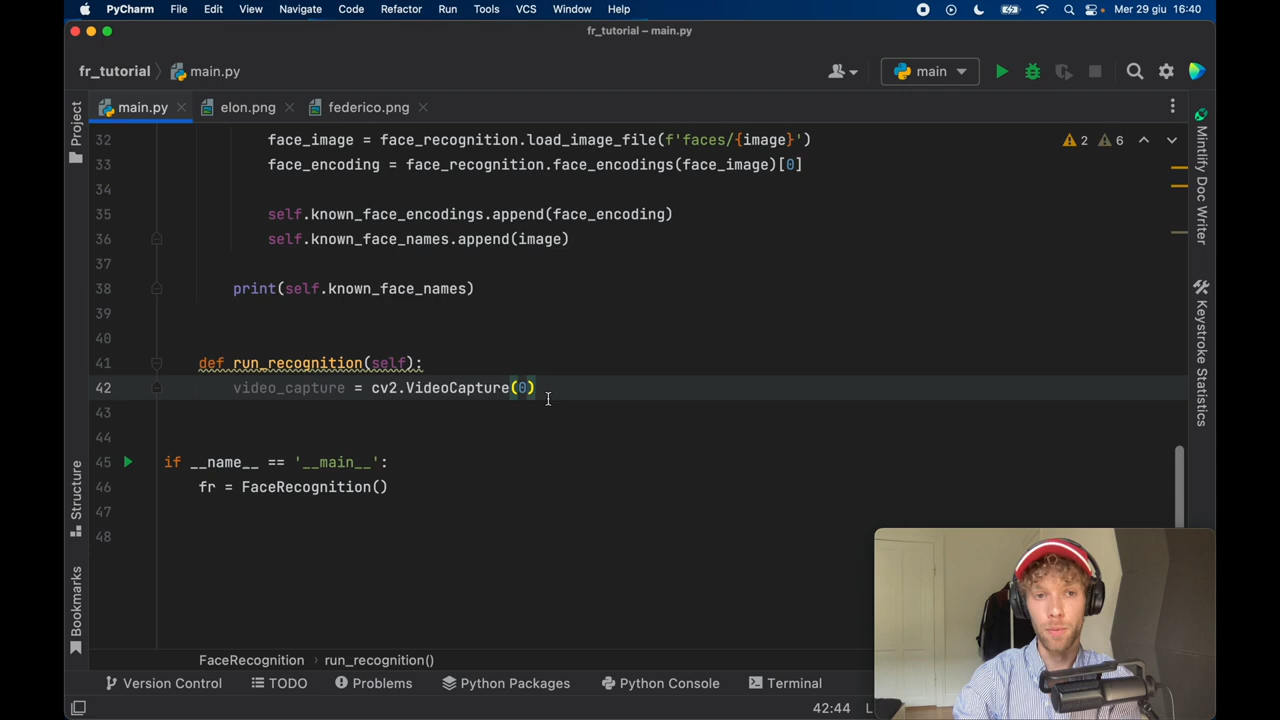 PyCharm File Edit View Navigate Code Refactor Run Tools VCS Window Help Mer 29 giu 16:40
fr_tutorial – main.py
fr_tutorial main.py main
main.py elon.png federico.png
Project
Structure
Bookmarks
32 face_image = face_recognition.load_image_file(f'faces/{image}')
2 6
33 face_encoding = face_recognition.face_encodings(face_image)[0]
34
35 self.known_face_encodings.append(face_encoding)
36 self.known_face_names.append(image)
37
38 print(self.known_face_names)
39
40
41 def run_recognition(self):
42 video_capture = cv2.VideoCapture(0)
43
44
45 if __name__ == '__main__':
46 fr = FaceRecognition()
47
48
Mintlify Doc Writer
Keystroke Statistics
FaceRecognition › run_recognition()
Version Control TODO Problems Python Packages Python Console Terminal
42:44 L